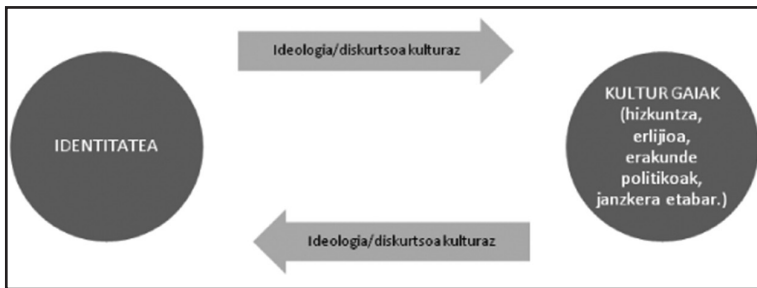 Ideologia/diskurtsoa kulturaz
IDENTITATEA
KULTUR GAIAK
(hizkuntza,
erlijioa,
erakunde
politikoak,
janzkera etabar.)
Ideologia/diskurtsoa kulturaz